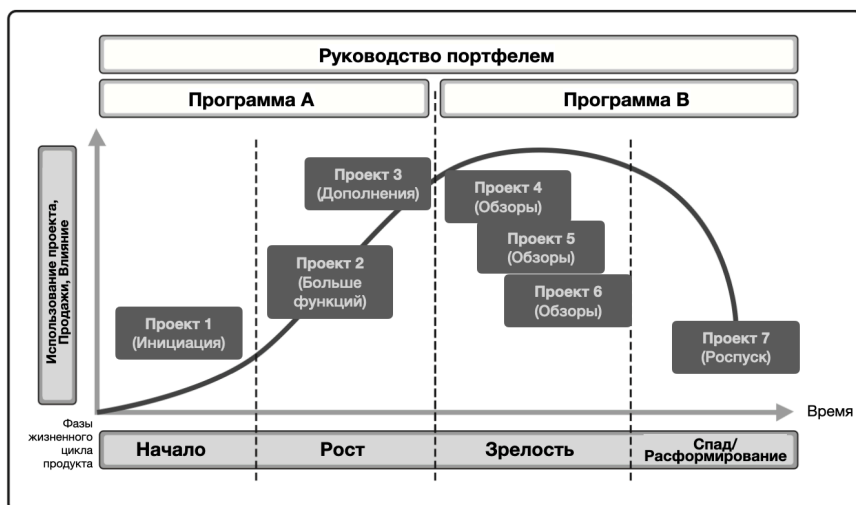 Руководство портфелем
Программа А
Программа В
Использование проекта,
Продажи, Влияние
Проект 3
(Дополнения)
Проект 4
(Обзоры)
Проект 2
(Больше
функций)
Проект 5
(Обзоры)
Проект 6
(Обзоры)
Проект 1
(Инициация)
Проект 7
(Роспуск)
Время
Фазы
жизненного
цикла
продукта
Начало
Рост
Зрелость
Спад/
Расформирование